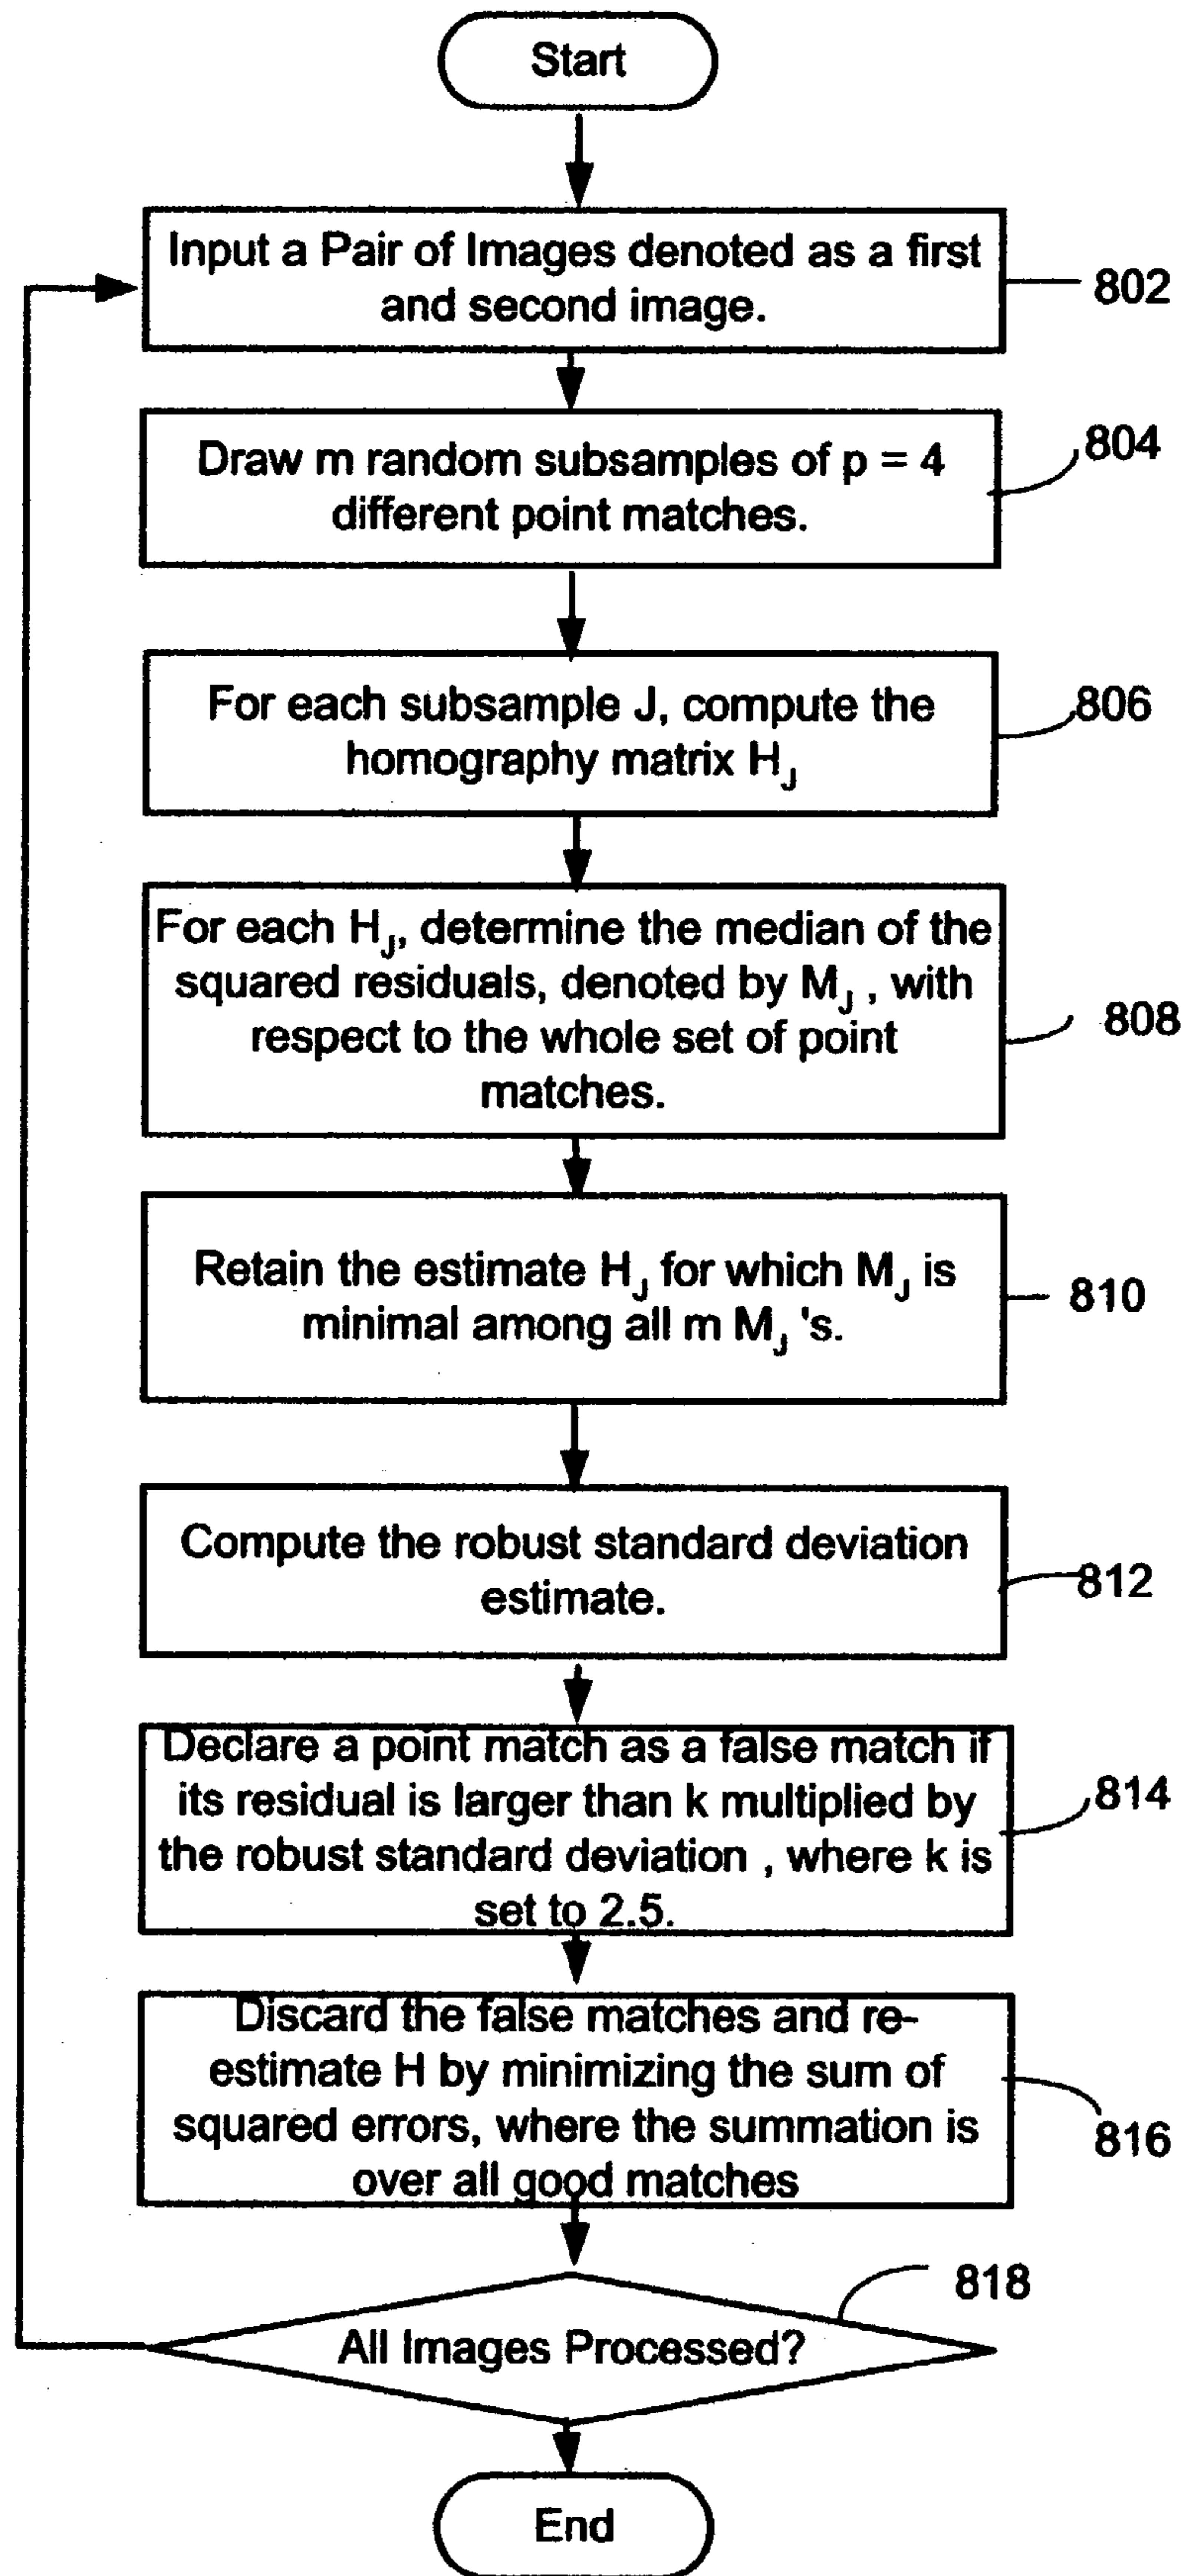 Start
Input a Pair of Images denoted as a first
and second image.
802
Draw m random subsamples of p = 4
different point matches.
804
For each subsample J, compute the
homography matrix HJ
806
For each HJ, determine the median of the
squared residuals, denoted by MJ , with
respect to the whole set of point
matches.
808
Retain the estimate HJ for which MJ is
minimal among all m MJ 's.
810
Compute the robust standard deviation
estimate.
812
Declare a point match as a false match if
its residual is larger than k multiplied by
the robust standard deviation , where k is
set to 2.5.
814
Discard the false matches and re-
estimate H by minimizing the sum of
squared errors, where the summation is
over all good matches
816
818
All Images Processed?
End